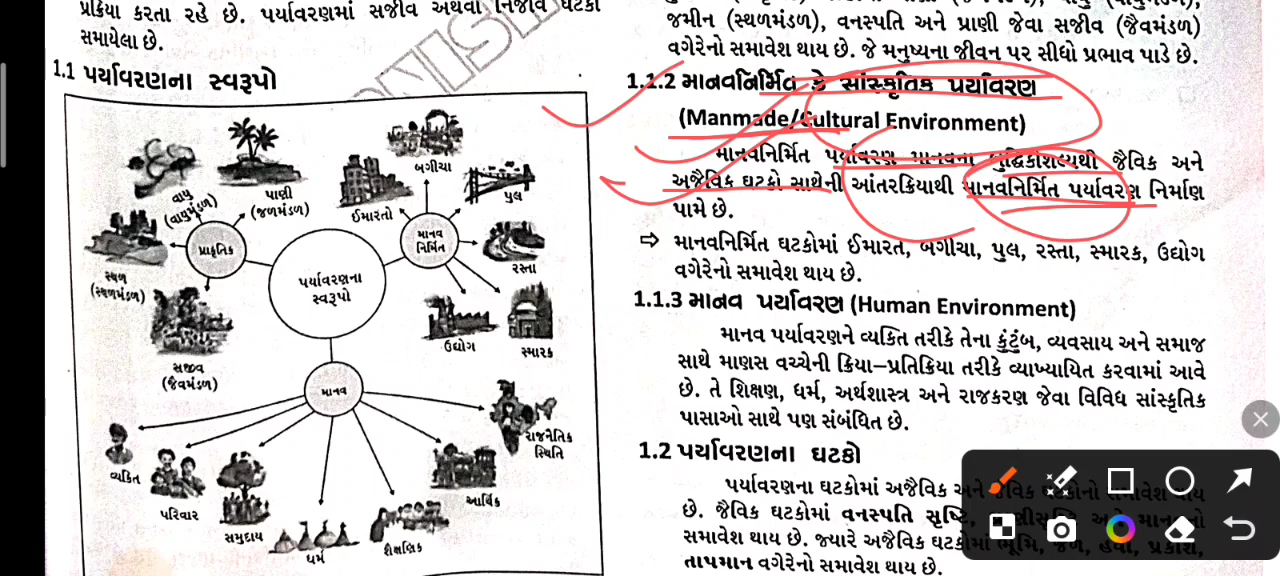 પ્રક્રિયા કરતા રહે છે. પર્યાવરણમાં સજીવ અથવા નિર્જીવ ઘટકો
સમાયેલા છે.
1.1 પર્યાવરણના સ્વરૂપો
બગીચા
ઈમારતો
પુલ
વાયુ
(વાયુમંડળ)
પાણી
(જળમંડળ)
પ્રાકૃતિક
માનવ
નિર્મિત
રસ્તા
સ્થળ
(સ્થળમંડળ)
પર્યાવરણના
સ્વરૂપો
ઉદ્યોગ
સ્મારક
સજીવ
(જૈવમંડળ)
માનવ
રાજનૈતિક
સ્થિતિ
વ્યકિત
પરિવાર
સમુદાય
ધર્મ
શૈક્ષણિક
આર્થિક
જમીન (સ્થળમંડળ), વનસ્પતિ અને પ્રાણી જેવા સજીવ (જૈવમંડળ)
વગેરેનો સમાવેશ થાય છે. જે મનુષ્યના જીવન પર સીધો પ્રભાવ પાડે છે.
1.1.2 માનવનિર્મિત કે સાંસ્કૃતિક પર્યાવરણ
(Manmade/Cultural Environment)
માનવનિર્મિત પર્યાવરણ માનવના બુદ્ધિકૌશલ્યથી જૈવિક અને
અજૈવિક ઘટકો સાથેની આંતરક્રિયાથી માનવનિર્મિત પર્યાવરણ નિર્માણ
પામે છે.
⇨ માનવનિર્મિત ઘટકોમાં ઈમારત, બગીચા, પુલ, રસ્તા, સ્મારક, ઉદ્યોગ
વગેરેનો સમાવેશ થાય છે.
1.1.3 માનવ પર્યાવરણ (Human Environment)
માનવ પર્યાવરણને વ્યકિત તરીકે તેના કુંટુંબ, વ્યવસાય અને સમાજ
સાથે માણસ વચ્ચેની ક્રિયા–પ્રતિક્રિયા તરીકે વ્યાખ્યાયિત કરવામાં આવે
છે. તે શિક્ષણ, ધર્મ, અર્થશાસ્ત્ર અને રાજકરણ જેવા વિવિધ સાંસ્કૃતિક
પાસાઓ સાથે પણ સંબંધિત છે.
1.2 પર્યાવરણના ઘટકો
પર્યાવરણના ઘટકોમાં અજૈવિક અને જૈવિક ઘટકોનો સમાવેશ થાય
છે. જૈવિક ઘટકોમાં વનસ્પતિ સૃષ્ટિ,
સમાવેશ થાય છે. જ્યારે અજૈવિક ઘટકોમાં ભૂમિ, જળ, હવા, પ્રકાશ,
તાપમાન વગેરેનો સમાવેશ થાય છે.